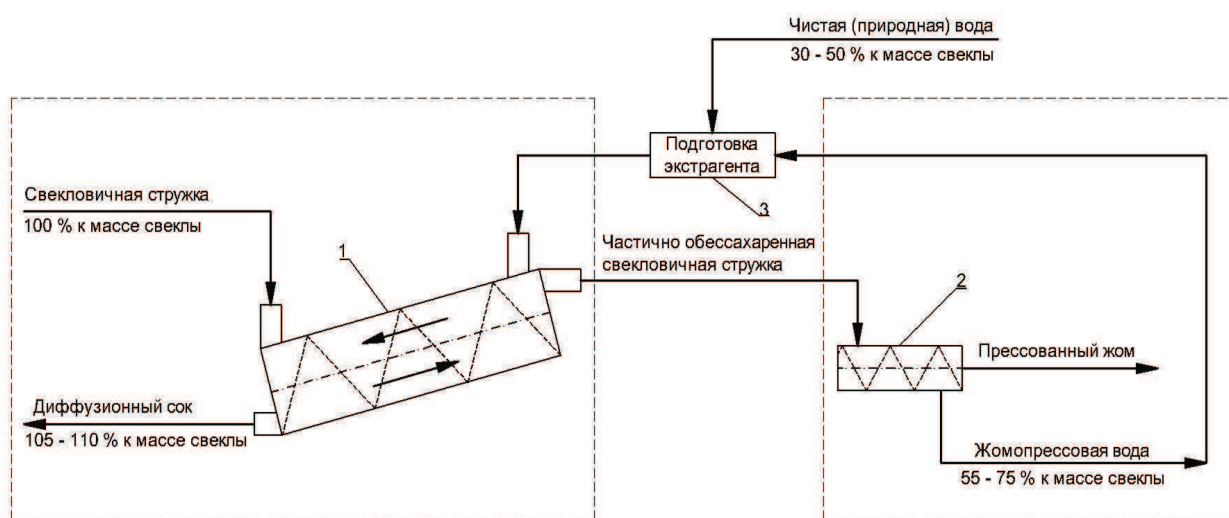 Чистая (природная) вода
30 - 50 % к массе свеклы
Подготовка
экстрагента
3
Свекловичная стружка
100 % к массе свеклы
1
Частично обессахаренная
свекловичная стружка
2
Прессованный жом
Диффузионный сок
105 - 110 % к массе свеклы
Жомопрессовая вода
55 - 75 % к массе свеклы